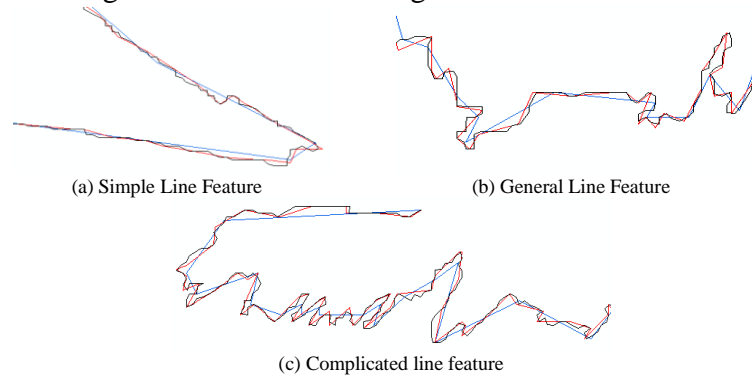 (a) Simple Line Feature
(b) General Line Feature
(c) Complicated line feature